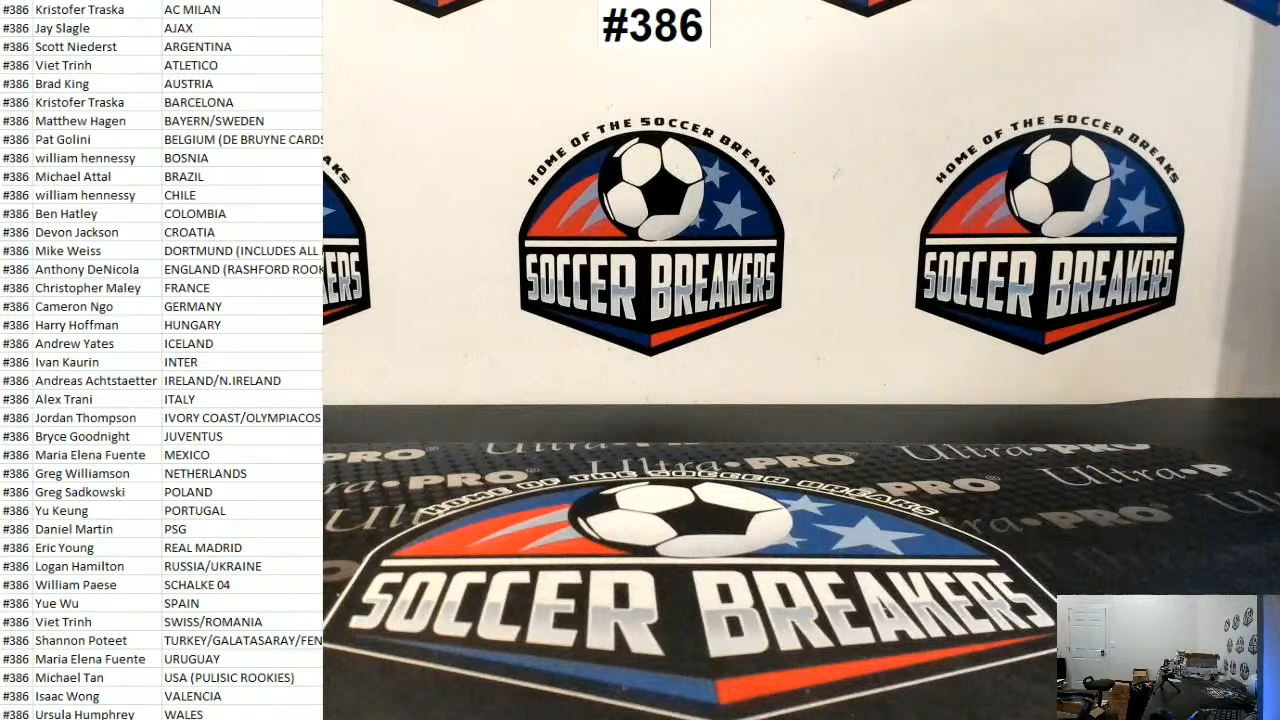 #386 Kristofer Traska AC MILAN
#386 Jay Slagle AJAX
#386 Scott Niederst ARGENTINA
#386 Viet Trinh ATLETICO
#386 Brad King AUSTRIA
#386 Kristofer Traska BARCELONA
#386 Matthew Hagen BAYERN/SWEDEN
#386 Pat Golini BELGIUM (DE BRUYNE CARDS
#386 william hennessy BOSNIA
#386 Michael Attal BRAZIL
#386 william hennessy CHILE
#386 Ben Hatley COLOMBIA
#386 Devon Jackson CROATIA
#386 Mike Weiss DORTMUND (INCLUDES ALL
#386 Anthony DeNicola ENGLAND (RASHFORD ROOK
#386 Christopher Maley FRANCE
#386 Cameron Ngo GERMANY
#386 Harry Hoffman HUNGARY
#386 Andrew Yates ICELAND
#386 Ivan Kaurin INTER
#386 Andreas Achtstaetter IRELAND/N.IRELAND
#386 Alex Trani ITALY
#386 Jordan Thompson IVORY COAST/OLYMPIACOS
#386 Bryce Goodnight JUVENTUS
#386 Maria Elena Fuente MEXICO
#386 Greg Williamson NETHERLANDS
#386 Greg Sadkowski POLAND
#386 Yu Keung PORTUGAL
#386 Daniel Martin PSG
#386 Eric Young REAL MADRID
#386 Logan Hamilton RUSSIA/UKRAINE
#386 William Paese SCHALKE 04
#386 Yue Wu SPAIN
#386 Viet Trinh SWISS/ROMANIA
#386 Shannon Poteet TURKEY/GALATASARAY/FEN
#386 Maria Elena Fuente URUGUAY
#386 Michael Tan USA (PULISIC ROOKIES)
#386 Isaac Wong VALENCIA
#386 Ursula Humphrey WALES
#386
HOME OF THE SOCCER BREAKS
SOCCER BREAKERS
HOME OF THE SOCCER BREAKS
SOCCER BREAKERS
AKS
ERS
Ultra PRO
Ultra•PRO
Ultra•P
HOME OF THE SOCCER BREAKS
SOCCER BREAKERS